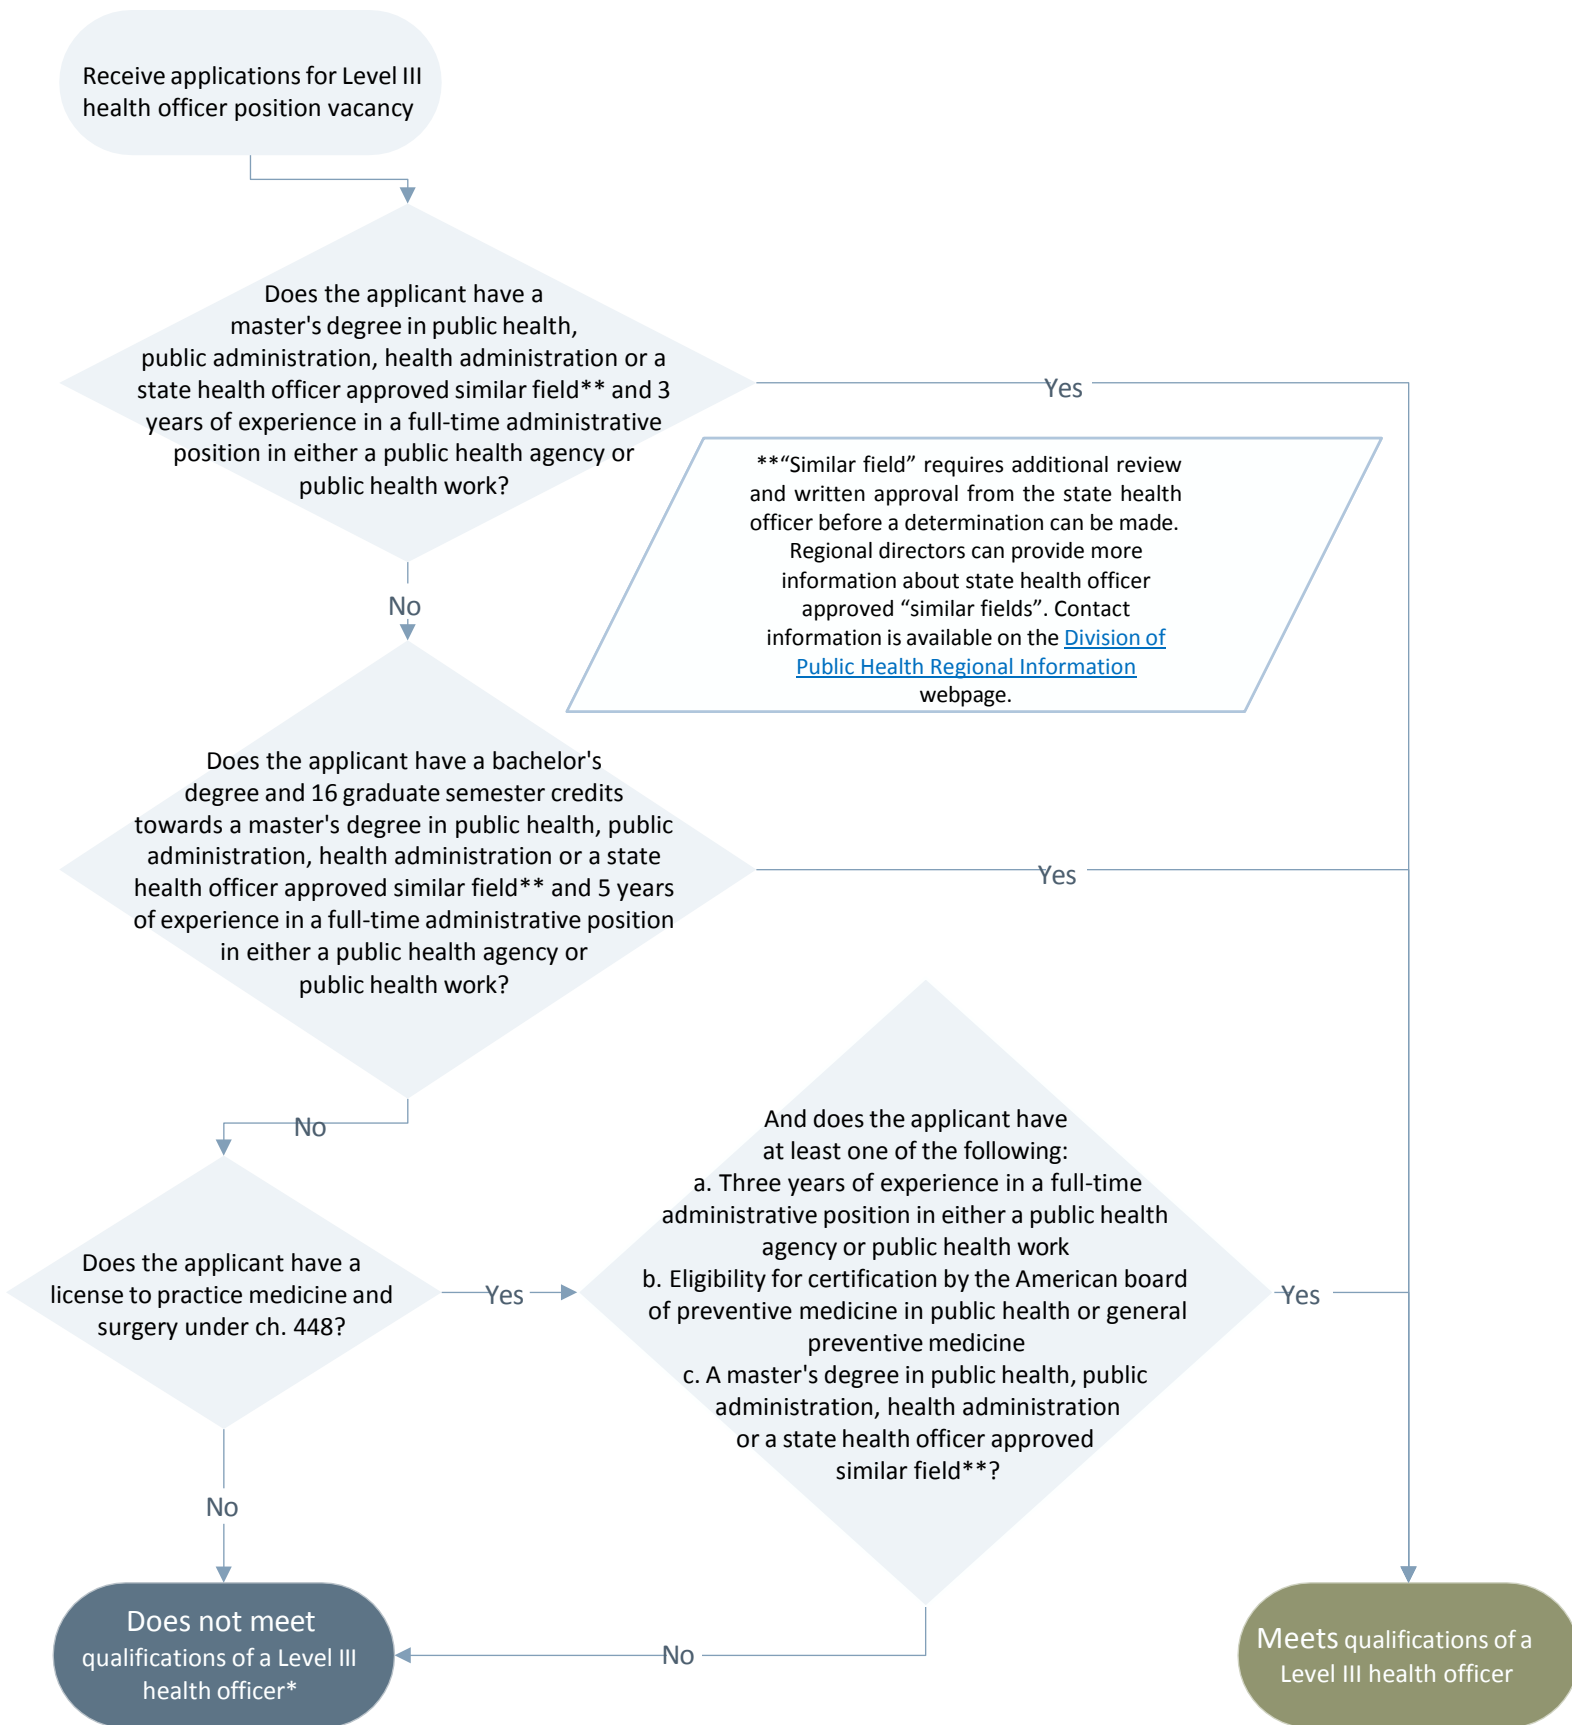 Receive applications for Level III
health officer position vacancy
Does the applicant have a
master's degree in public health,
public administration, health administration or a
state health officer approved similar field** and 3
years of experience in a full-time administrative
position in either a public health agency or
public health work?
Yes
**“Similar field” requires additional review
and written approval from the state health
officer before a determination can be made.
Regional directors can provide more
information about state health officer
approved “similar fields”. Contact
information is available on the Division of
Public Health Regional Information
webpage.
No
Does the applicant have a bachelor's
degree and 16 graduate semester credits
towards a master's degree in public health, public
administration, health administration or a state
health officer approved similar field** and 5 years
of experience in a full-time administrative position
in either a public health agency or
public health work?
Yes
No
Does the applicant have a
license to practice medicine and
surgery under ch. 448?
Yes
And does the applicant have
at least one of the following:
a. Three years of experience in a full-time
administrative position in either a public health
agency or public health work
b. Eligibility for certification by the American board
of preventive medicine in public health or general
preventive medicine
c. A master's degree in public health, public
administration, health administration
or a state health officer approved
similar field**?
Yes
No
No
Does not meet
qualifications of a Level III
health officer*
Meets qualifications of a
Level III health officer